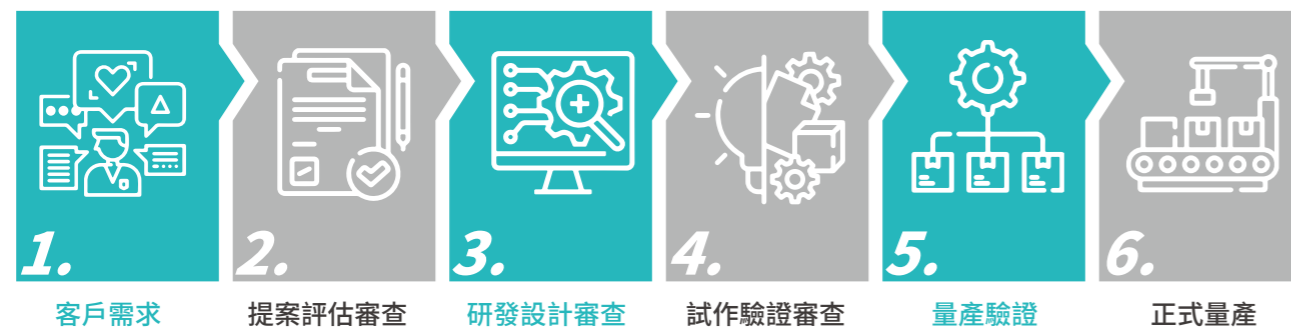 1.
客戶需求
2.
提案評估審查
3.
研發設計審查
4.
試作驗證審查
5.
量產驗證
6.
正式量產